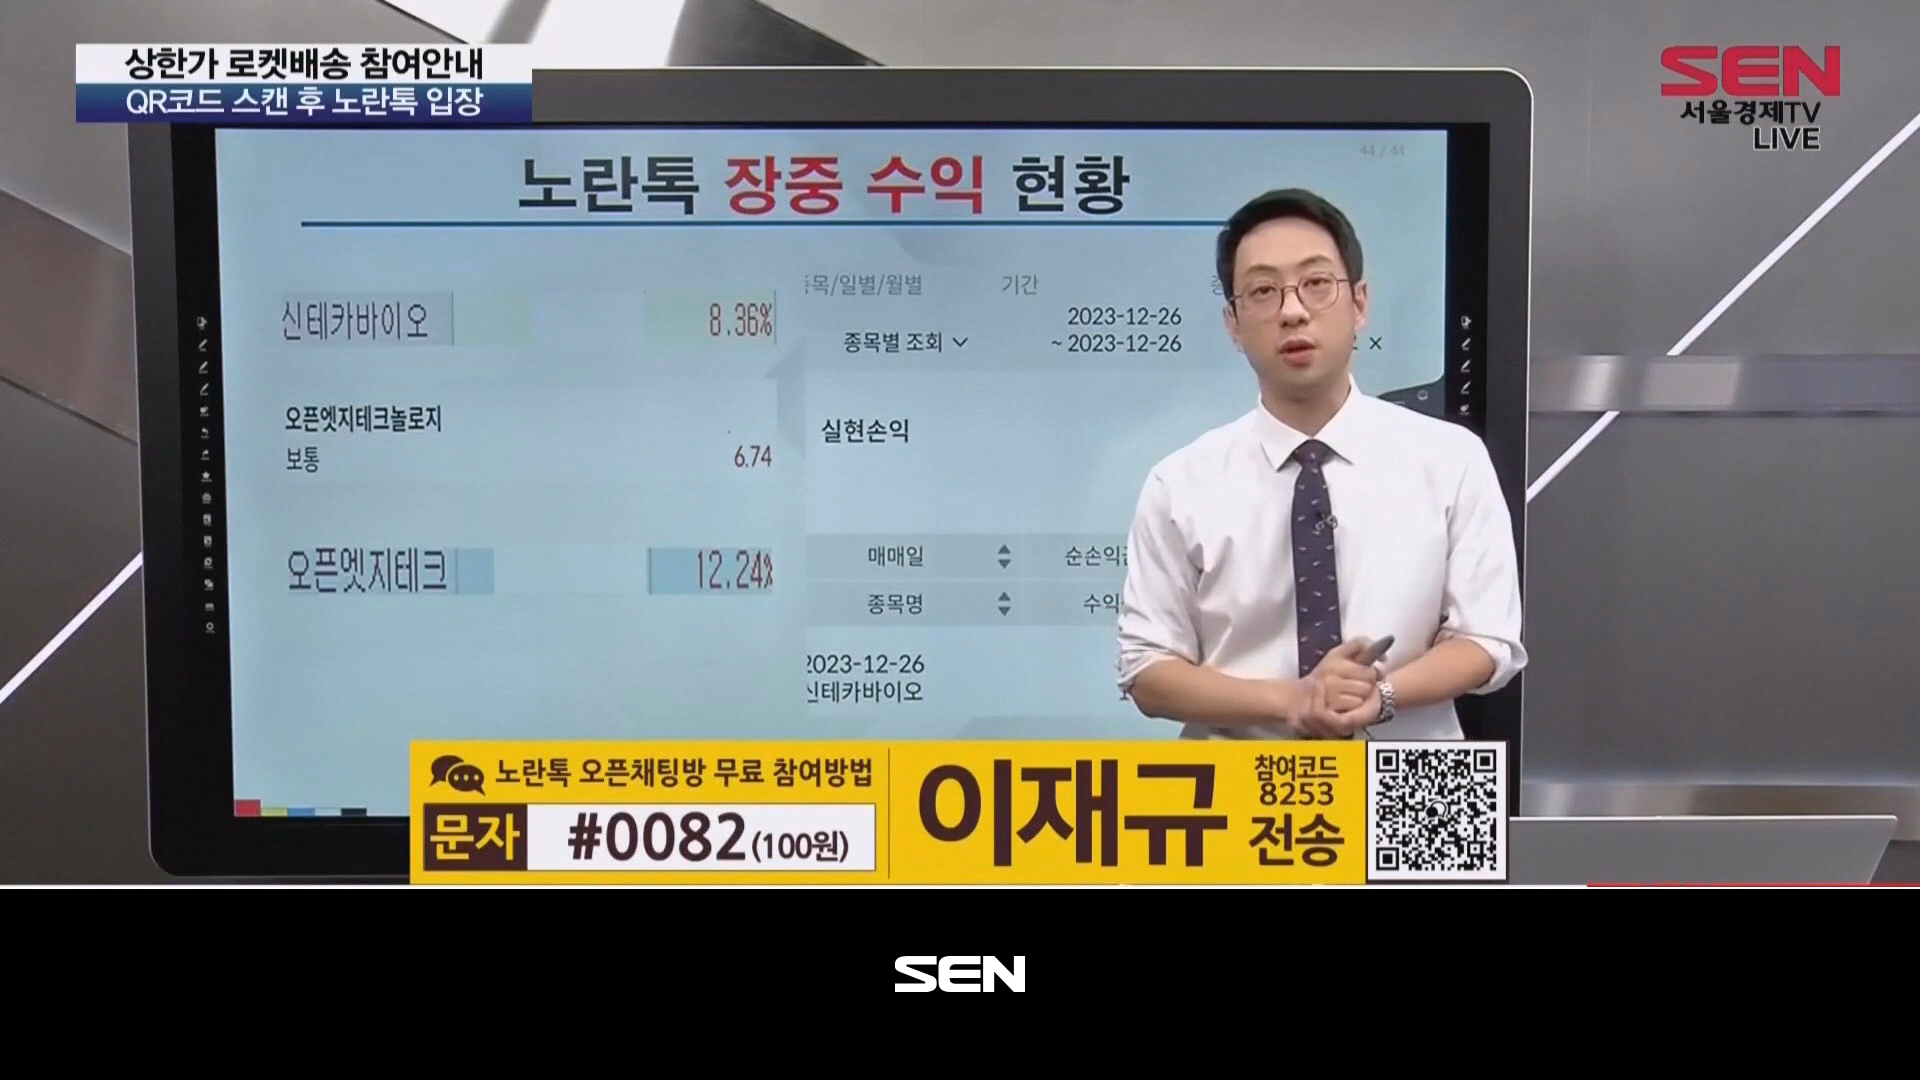 상한가 로켓배송 참여안내
QR코드 스캔 후 노란톡 입장
SEN
서울경제TV
LIVE
44 / 44
노란톡 장중 수익 현황
신테카바이오 8.36%
오픈엣지테크놀로지
보통 6.74
오픈엣지테크 12.24%
종목/일별/월별 기간
종목별 조회
2023-12-26
~ 2023-12-26
실현손익
매매일 순손익금
종목명 수익
2023-12-26
신테카바이오
노란톡 오픈채팅방 무료 참여방법
문자 #0082(100원)
이재규
참여코드
8253
전송
SEN